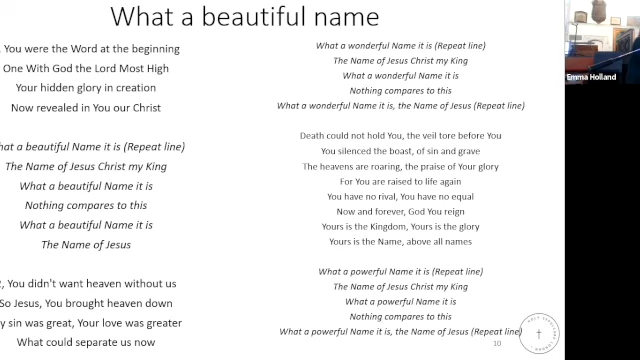 What a beautiful name
You were the Word at the beginning
One With God the Lord Most High
Your hidden glory in creation
Now revealed in You our Christ
a beautiful Name it is (Repeat line)
The Name of Jesus Christ my King
What a beautiful Name it is
Nothing compares to this
What a beautiful Name it is
The Name of Jesus
, You didn't want heaven without us
So Jesus, You brought heaven down
sin was great, Your love was greater
What could separate us now
What a wonderful Name it is (Repeat line)
The Name of Jesus Christ my King
What a wonderful Name it is
Nothing compares to this
What a wonderful Name it is, the Name of Jesus (Repeat line)
Death could not hold You, the veil tore before You
You silenced the boast, of sin and grave
The heavens are roaring, the praise of Your glory
For You are raised to life again
You have no rival, You have no equal
Now and forever, God You reign
Yours is the Kingdom, Yours is the glory
Yours is the Name, above all names
What a powerful Name it is (Repeat line)
The Name of Jesus Christ my King
What a powerful Name it is
Nothing compares to this
What a powerful Name it is, the Name of Jesus (Repeat line)
10
Emma Holland